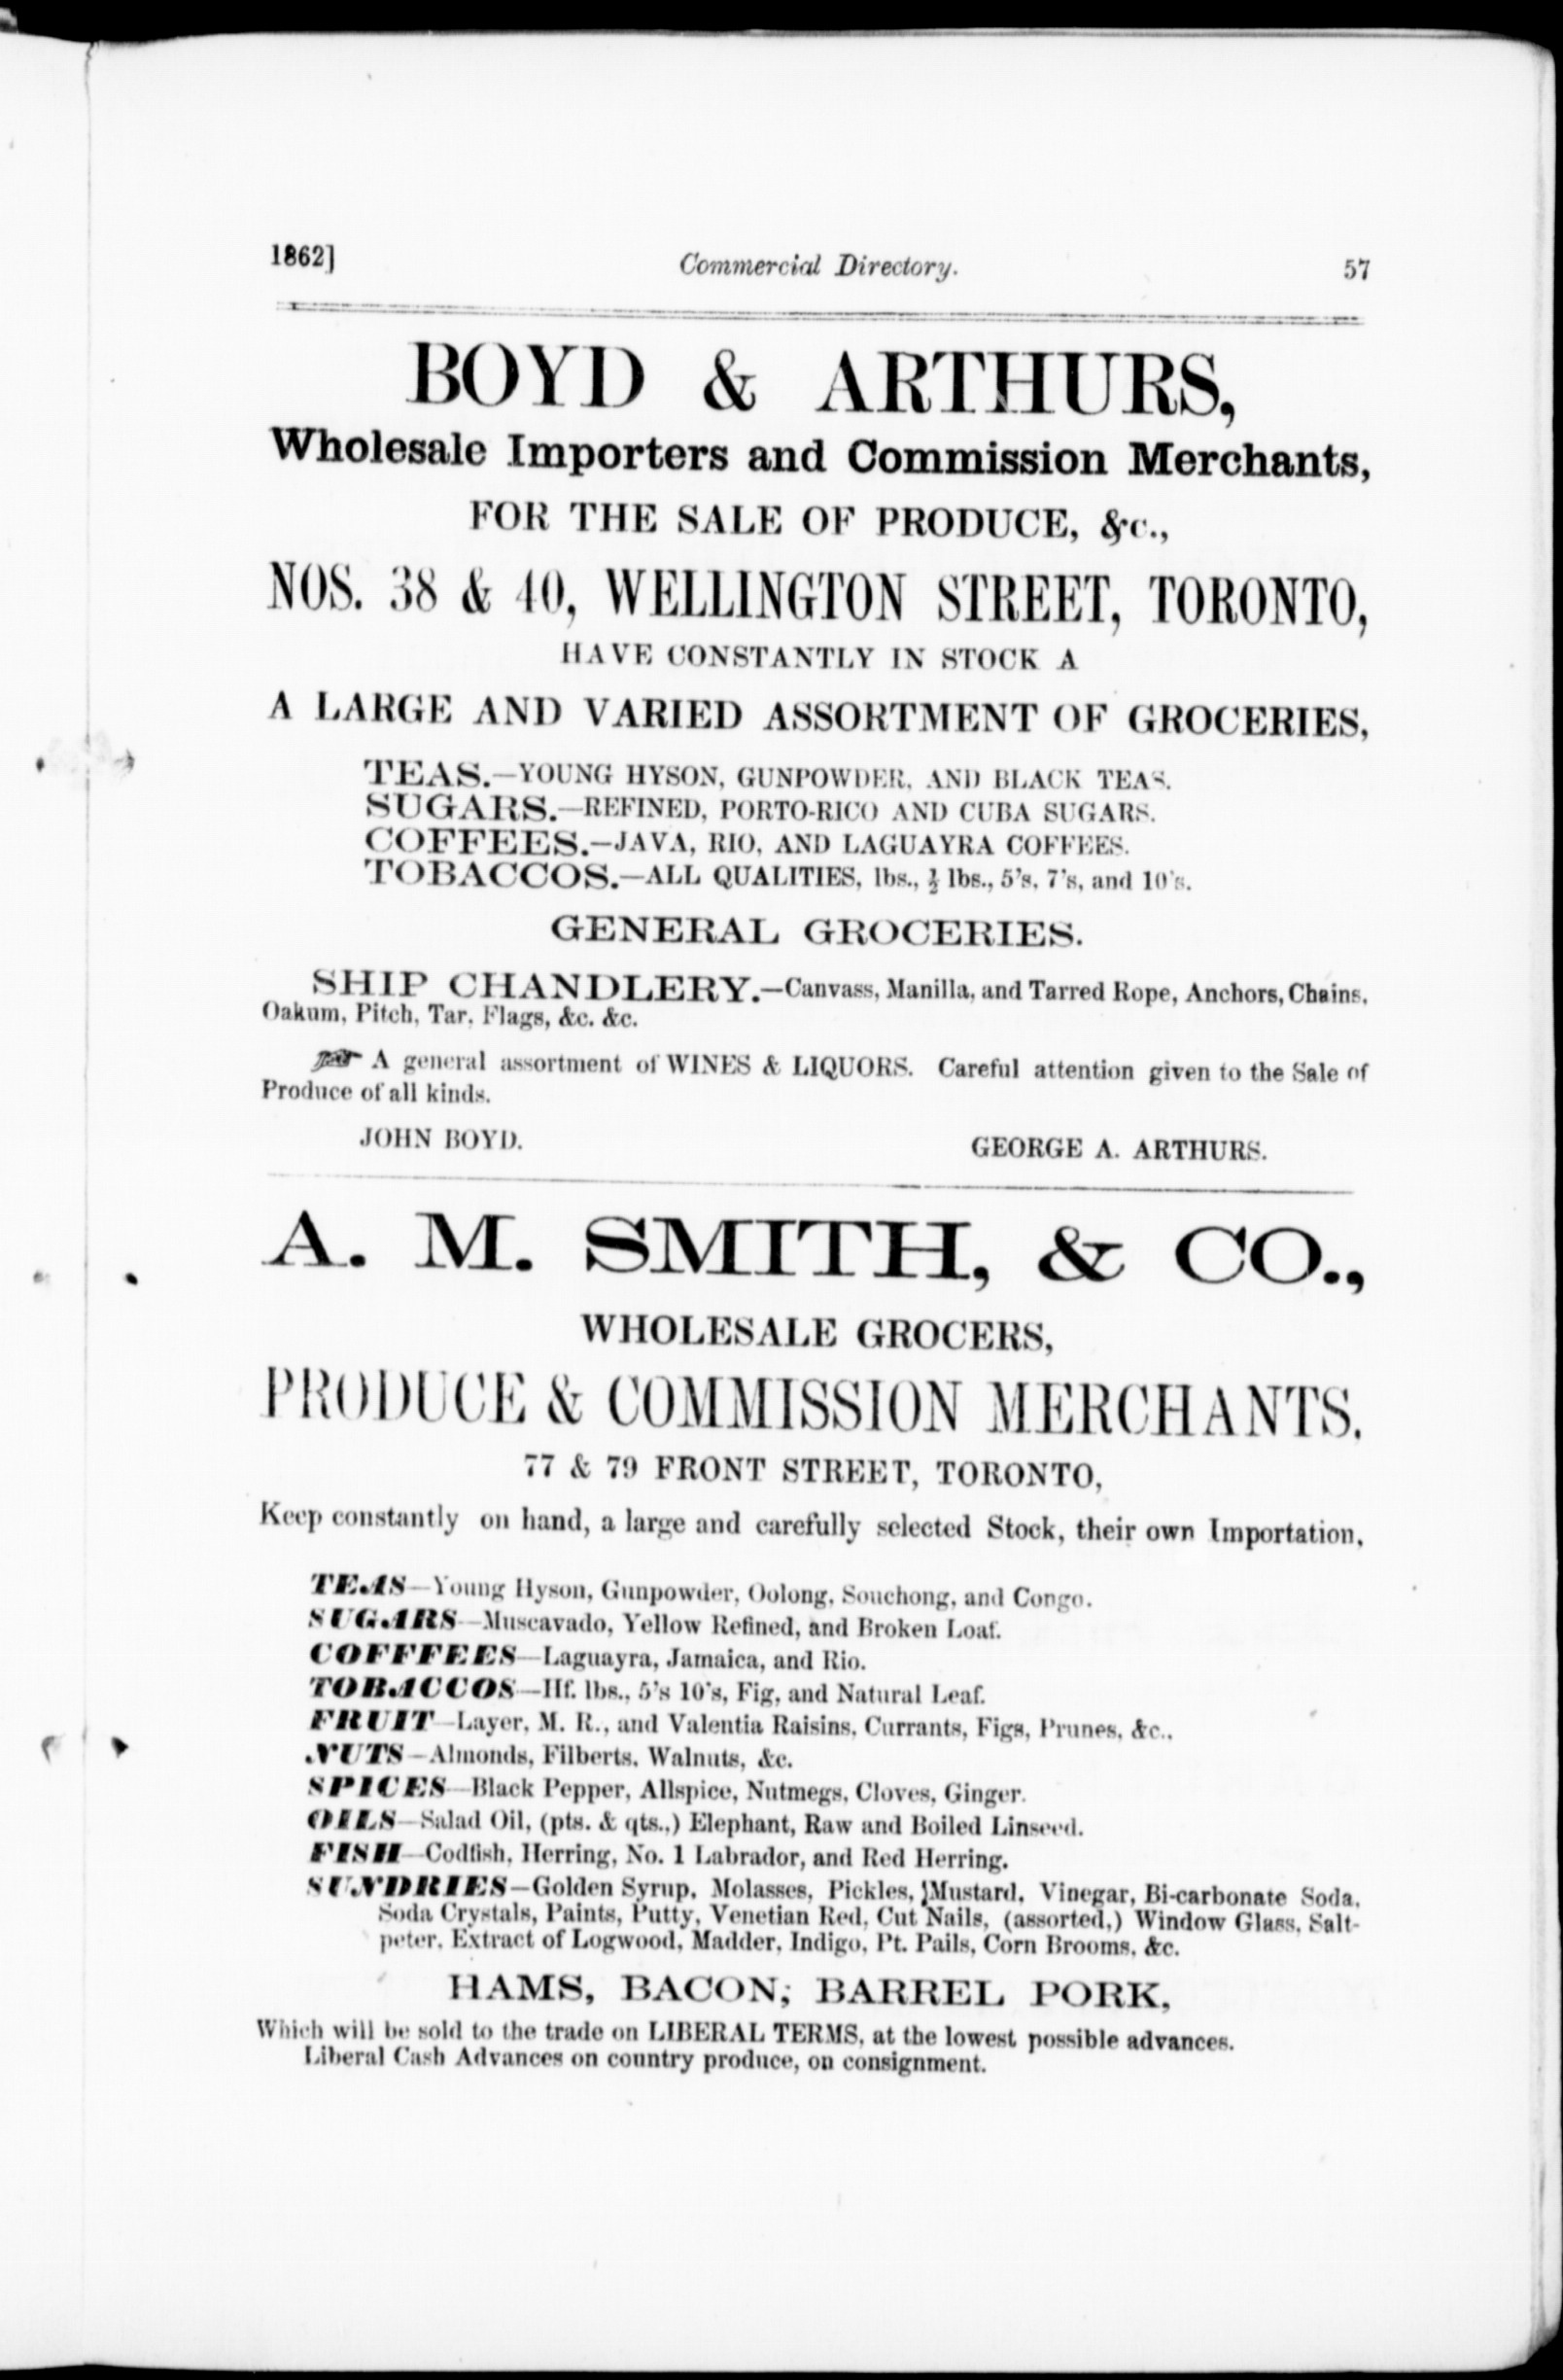 1862]
Commercial Directory.
57
BOYD & ARTHURS,
Wholesale Importers and Commission Merchants,
FOR THE SALE OF PRODUCE, &c.,
NOS. 38 & 40, WELLINGTON STREET, TORONTO,
HAVE CONSTANTLY IN STOCK A
A LARGE AND VARIED ASSORTMENT OF GROCERIES,
TEAS.—YOUNG HYSON, GUNPOWDER, AND BLACK TEAS.
SUGARS.—REFINED, PORTO-RICO AND CUBA SUGARS.
COFFEES.—JAVA, RIO, AND LAGUAYRA COFFEES.
TOBACCOS.—ALL QUALITIES, lbs., ½ lbs., 5's, 7's, and 10's.
GENERAL GROCERIES.
SHIP CHANDLERY.—Canvass, Manilla, and Tarred Rope, Anchors, Chains,
Oakum, Pitch, Tar, Flags, &c. &c.
☞ A general assortment of WINES & LIQUORS. Careful attention given to the Sale of
Produce of all kinds.
JOHN BOYD.
GEORGE A. ARTHURS.
A. M. SMITH, & CO.,
WHOLESALE GROCERS,
PRODUCE & COMMISSION MERCHANTS.
77 & 79 FRONT STREET, TORONTO,
Keep constantly on hand, a large and carefully selected Stock, their own Importation,
TEAS—Young Hyson, Gunpowder, Oolong, Souchong, and Congo.
SUGARS—Muscavado, Yellow Refined, and Broken Loaf.
COFFFEES—Laguayra, Jamaica, and Rio.
TOBACCOS—Hf. lbs., 5's 10's, Fig, and Natural Leaf.
FRUIT—Layer, M. R., and Valentia Raisins, Currants, Figs, Prunes, &c..
NUTS—Almonds, Filberts, Walnuts, &c.
SPICES—Black Pepper, Allspice, Nutmegs, Cloves, Ginger.
OILS—Salad Oil, (pts. & qts.,) Elephant, Raw and Boiled Linseed.
FISH—Codfish, Herring, No. 1 Labrador, and Red Herring.
SUNDRIES—Golden Syrup, Molasses, Pickles, Mustard, Vinegar, Bi-carbonate Soda,
Soda Crystals, Paints, Putty, Venetian Red, Cut Nails, (assorted,) Window Glass, Salt-
peter, Extract of Logwood, Madder, Indigo, Pt. Pails, Corn Brooms, &c.
HAMS, BACON; BARREL PORK,
Which will be sold to the trade on LIBERAL TERMS, at the lowest possible advances.
Liberal Cash Advances on country produce, on consignment.